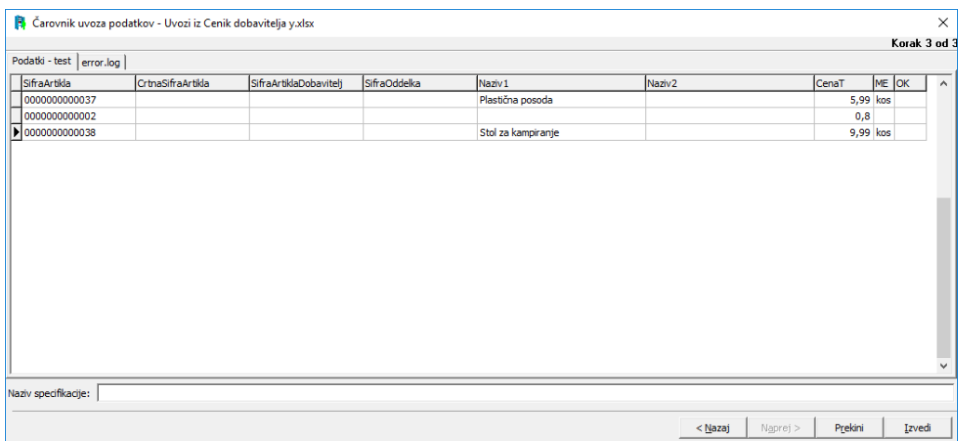 Čarovnik uvoza podatkov - Uvozi iz Cenik dobavitelja y.xlsx
Korak 3 od 3
Podatki - test error.log
SifraArtikla CrtnaSifraArtikla SifraArtiklaDobavitelj SifraOddelka Naziv1 Naziv2 CenaT ME OK
0000000000037 Plastična posoda 5,99 kos
0000000000002 0,8
0000000000038 Stol za kampiranje 9,99 kos
Naziv specifikacije:
< Nazaj Naprej > Prekini Izvedi